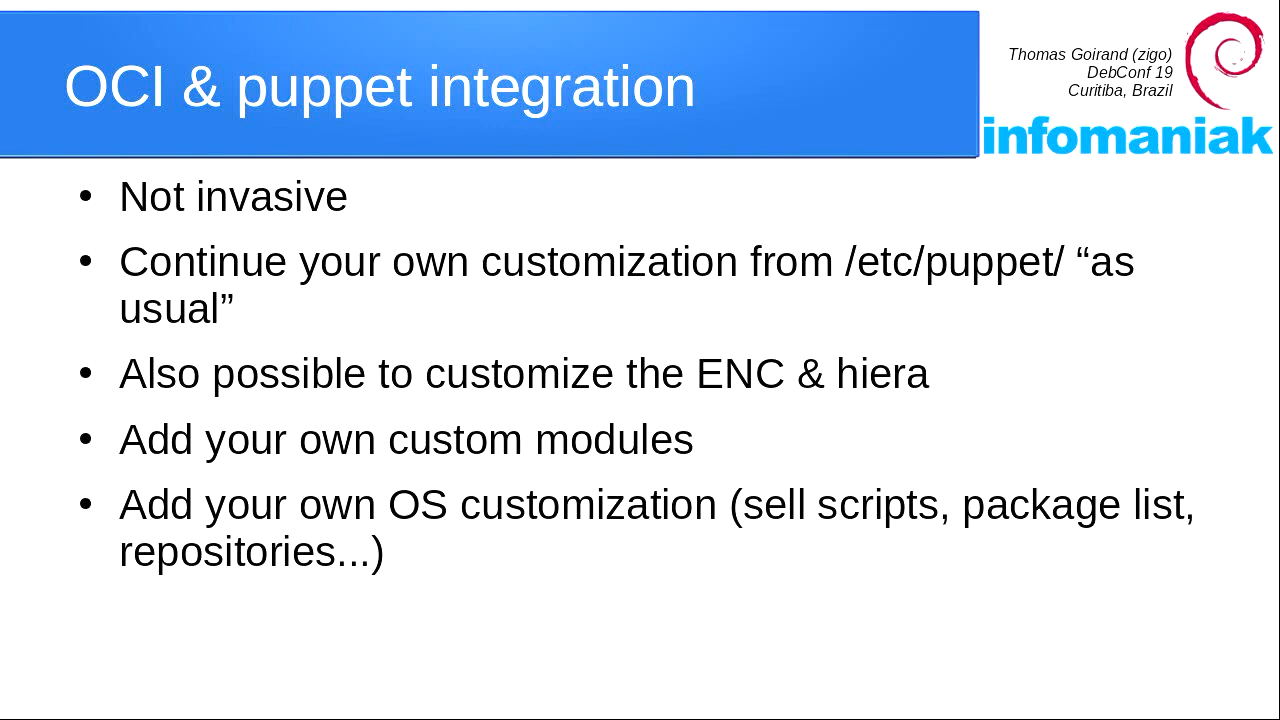 OCI & puppet integration
Thomas Goirand (zigo)
DebConf 19
Curitiba, Brazil
infomaniak
• Not invasive
• Continue your own customization from /etc/puppet/ “as
usual”
• Also possible to customize the ENC & hiera
• Add your own custom modules
• Add your own OS customization (sell scripts, package list,
repositories...)